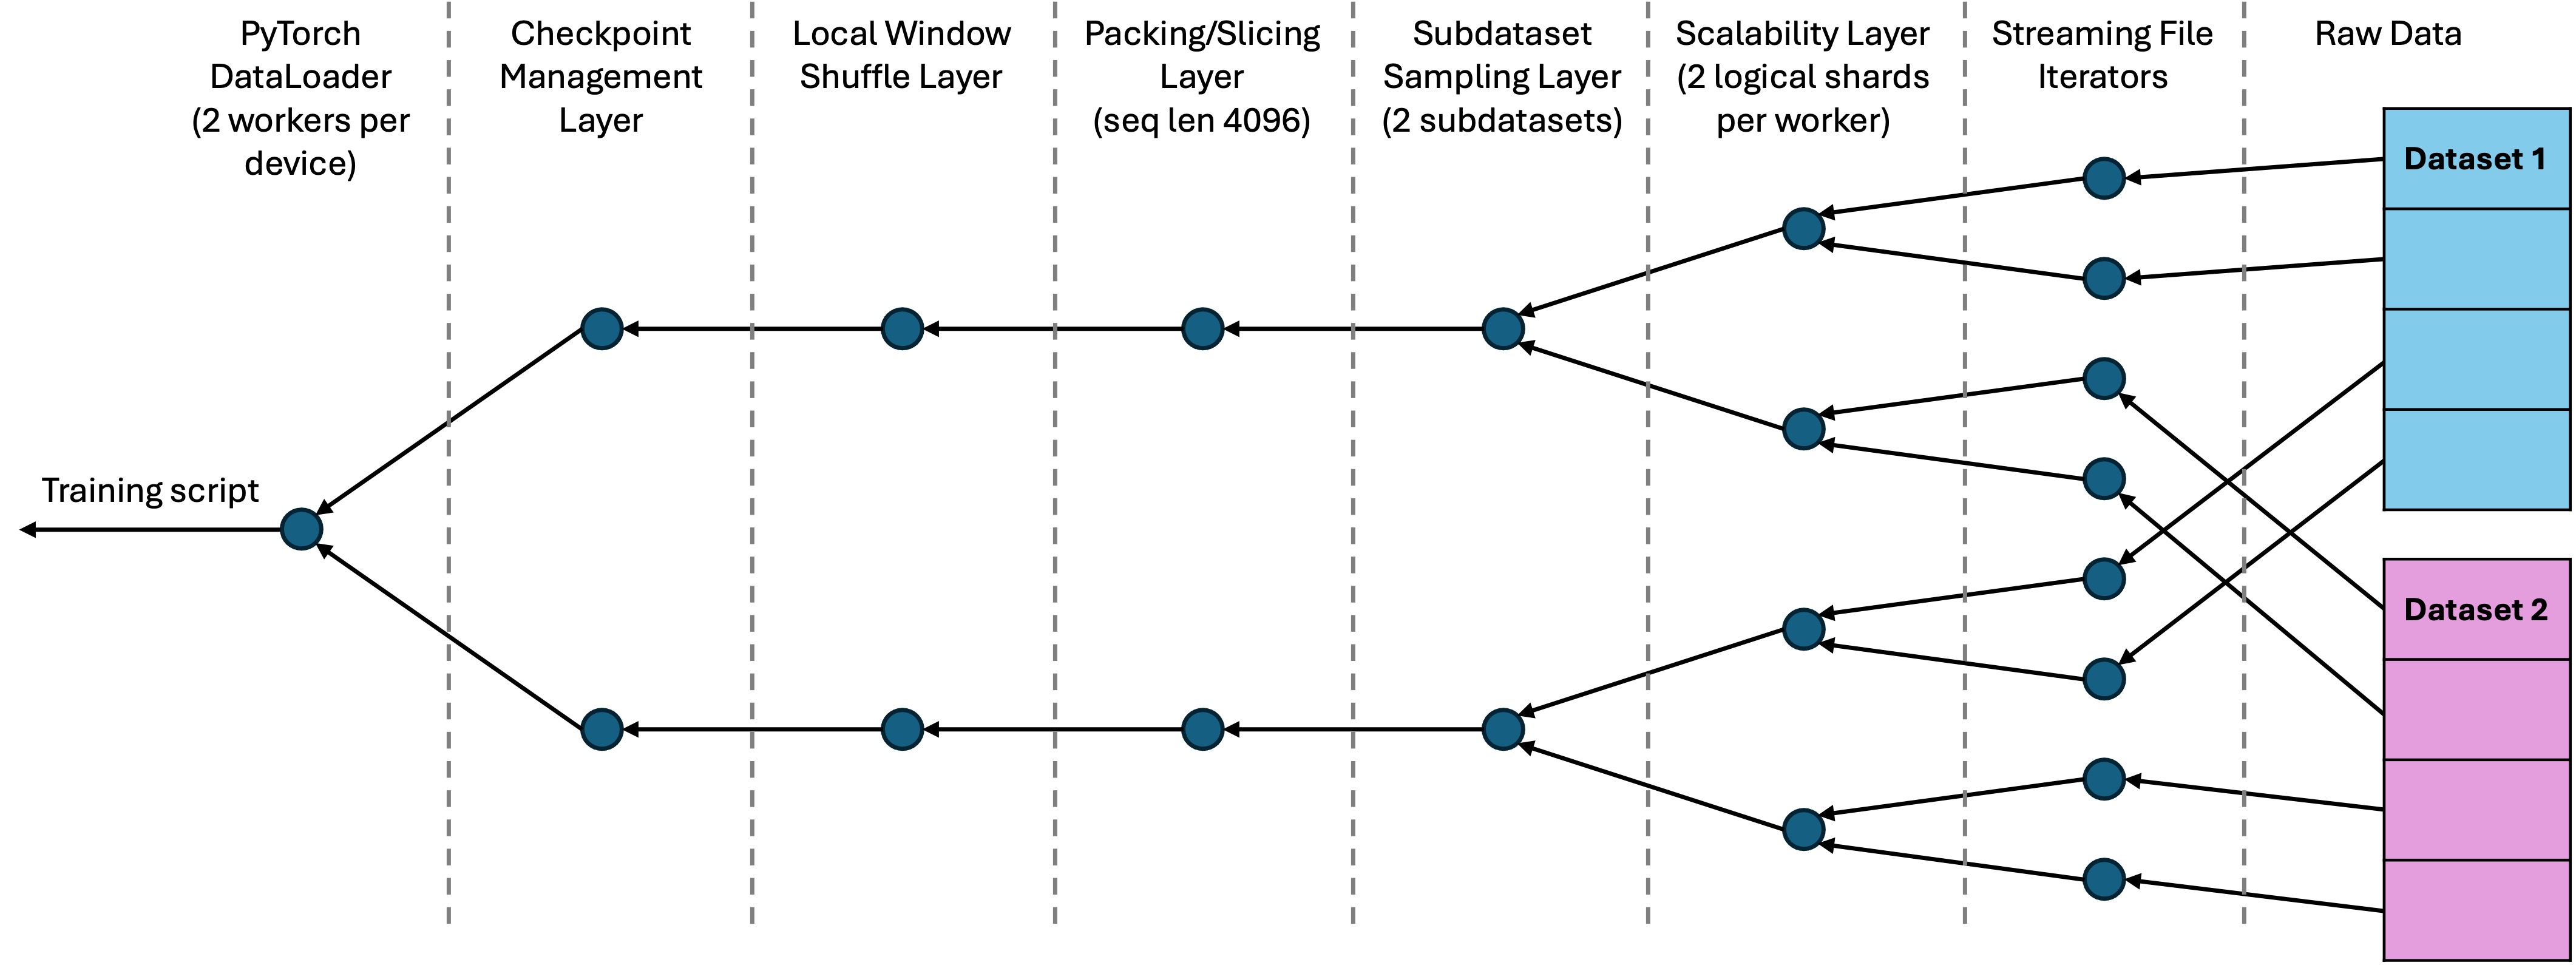 PyTorch
DataLoader
(2 workers per
device)
Checkpoint
Management
Layer
Local Window
Shuffle Layer
Packing/Slicing
Layer
(seq len 4096)
Subdataset
Sampling Layer
(2 subdatasets)
Scalability Layer
(2 logical shards
per worker)
Streaming File
Iterators
Raw Data
Dataset 1
Training script
Dataset 2